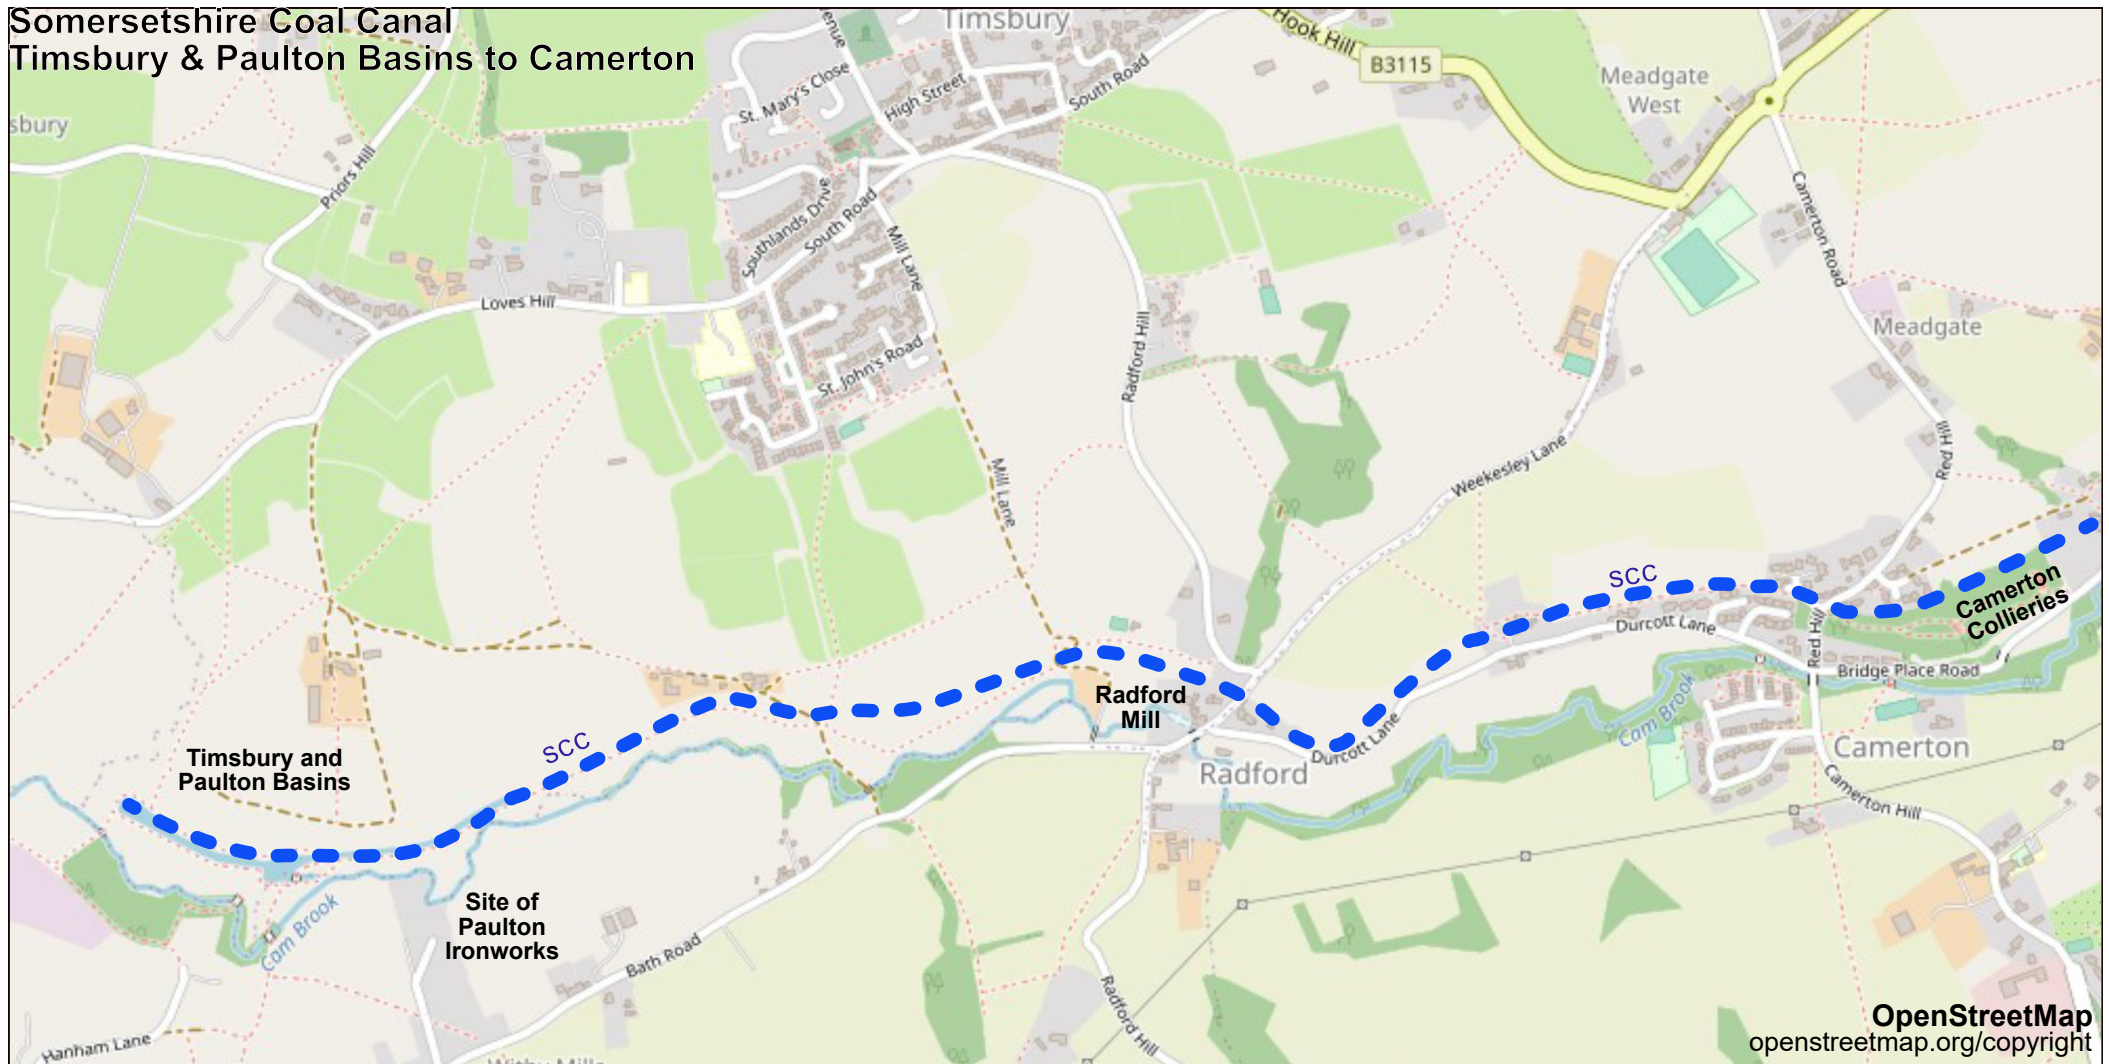 Somersetshire Coal Canal
Timsbury & Paulton Basins to Camerton
Timsbury
Hook Hill
B3115
Meadgate
West
sbury
St. Mary's Close
High Street
South Road
Priors Hill
Southlands Drive
South Road
Mill Lane
Camerton Road
Loves Hill
St. John's Road
Radford Hill
Meadgate
Red Hill
Mill Lane
Weekesley Lane
SCC
Camerton
Collieries
Durcott Lane
Red Hill
Bridge Place Road
Radford
Mill
Cam Brook
SCC
Durcott Lane
Timsbury and
Paulton Basins
Radford
Camerton
Camerton Hill
Site of
Paulton
Ironworks
Cam Brook
Bath Road
Radford Hill
Hanham Lane
OpenStreetMap
openstreetmap.org/copyright